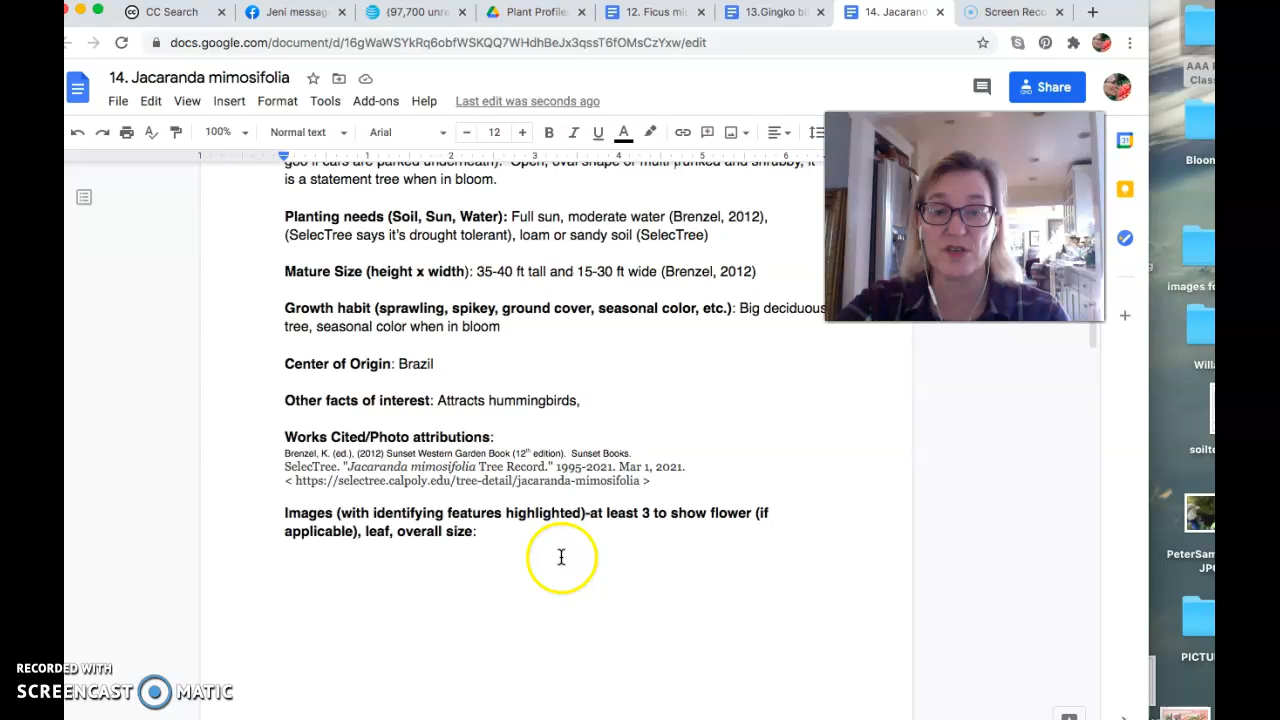 CC Search
Jeni messag
(97,700 unre
Plant Profile:
12. Ficus mi
13.Gingko bi
14. Jacarand
Screen Reco
docs.google.com/document/d/16gWaWSYkRq6obfWSKQQ7WHdhBeJx3qssT6fOMsCzYxw/edit
14. Jacaranda mimosifolia
File Edit View Insert Format Tools Add-ons Help Last edit was seconds ago
Share
100% Normal text Arial 12
is a statement tree when in bloom.
Planting needs (Soil, Sun, Water): Full sun, moderate water (Brenzel, 2012),
(SelecTree says it's drought tolerant), loam or sandy soil (SelecTree)
Mature Size (height x width): 35-40 ft tall and 15-30 ft wide (Brenzel, 2012)
Growth habit (sprawling, spikey, ground cover, seasonal color, etc.): Big deciduous
tree, seasonal color when in bloom
Center of Origin: Brazil
Other facts of interest: Attracts hummingbirds,
Works Cited/Photo attributions:
Brenzel, K. (ed.), (2012) Sunset Western Garden Book (12th edition). Sunset Books.
SelecTree. "Jacaranda mimosifolia Tree Record." 1995-2021. Mar 1, 2021.
< https://selectree.calpoly.edu/tree-detail/jacaranda-mimosifolia >
Images (with identifying features highlighted)-at least 3 to show flower (if
applicable), leaf, overall size:
AAA
Class
Bloom
images fo
Willa
soilte
PeterSam
JPG
PICTU
RECORDED WITH
SCREENCAST MATIC